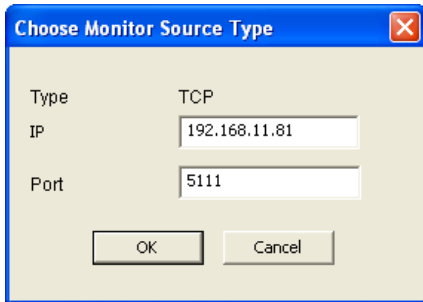 Choose Monitor Source Type
Type TCP
IP 192.168.11.81
Port 5111
OK Cancel